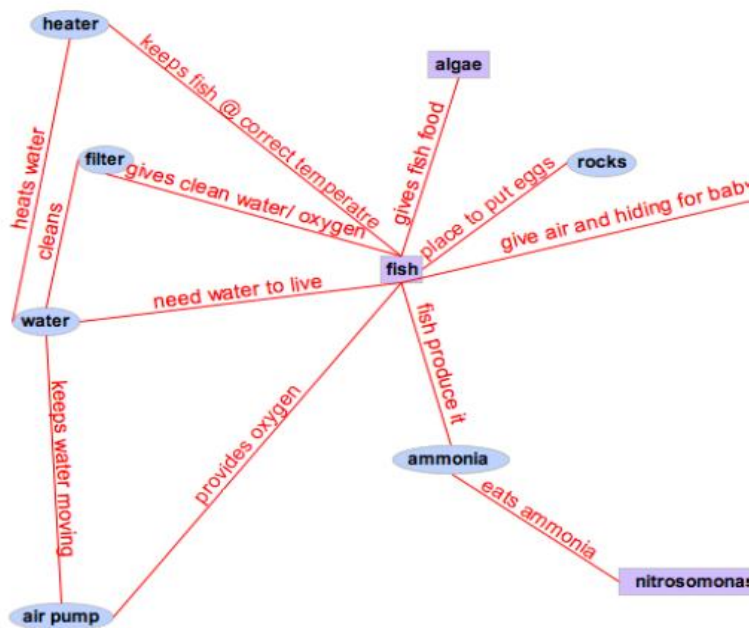 heater
keeps fish @ correct temperatre
algae
heats water
filter
gives clean water/ oxygen
gives fish food
rocks
cleans
place to put eggs
give air and hiding for baby
fish
water
need water to live
fish produce it
keeps water moving
provides oxygen
ammonia
eats ammonia
nitrosomonas
air pump